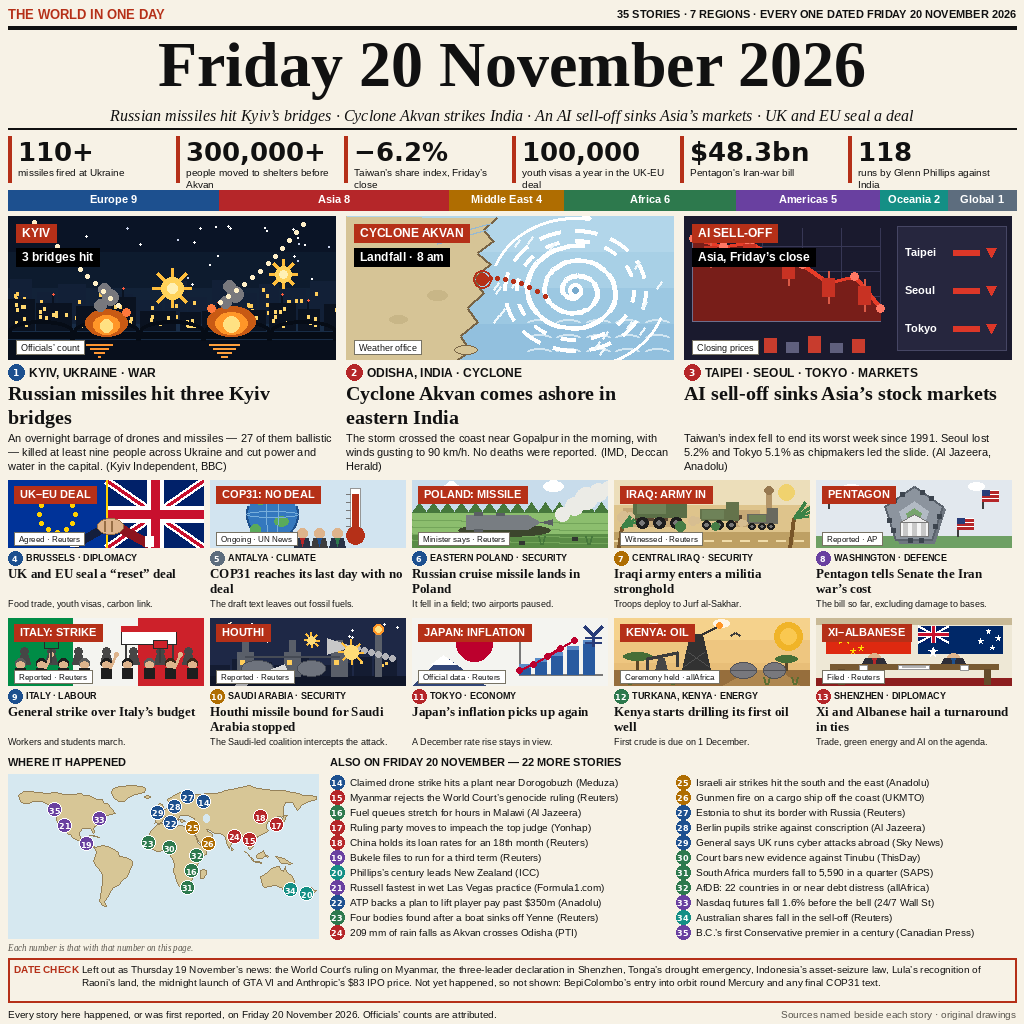 THE WORLD IN ONE DAY
35 STORIES · 7 REGIONS · EVERY ONE DATED FRIDAY 20 NOVEMBER 2026
Friday 20 November 2026
Russian missiles hit Kyiv's bridges · Cyclone Akvan strikes India · An AI sell-off sinks Asia's markets · UK and EU seal a deal
110+
missiles fired at Ukraine
300,000+
people moved to shelters before
Akvan
−6.2%
Taiwan's share index, Friday's
close
100,000
youth visas a year in the UK-EU
deal
$48.3bn
Pentagon's Iran-war bill
118
runs by Glenn Phillips against
India
Europe 9
Asia 8
Middle East 4
Africa 6
Americas 5
Oceania 2
Global 1
KYIV
3 bridges hit
Officials' count
CYCLONE AKVAN
Landfall · 8 am
Weather office
AI SELL-OFF
Asia, Friday's close
Taipei
Seoul
Tokyo
Closing prices
1 KYIV, UKRAINE · WAR
Russian missiles hit three Kyiv
bridges
An overnight barrage of drones and missiles — 27 of them ballistic
— killed at least nine people across Ukraine and cut power and
water in the capital. (Kyiv Independent, BBC)
2 ODISHA, INDIA · CYCLONE
Cyclone Akvan comes ashore in
eastern India
The storm crossed the coast near Gopalpur in the morning, with
winds gusting to 90 km/h. No deaths were reported. (IMD, Deccan
Herald)
3 TAIPEI · SEOUL · TOKYO · MARKETS
AI sell-off sinks Asia's stock markets
Taiwan's index fell to end its worst week since 1991. Seoul lost
5.2% and Tokyo 5.1% as chipmakers led the slide. (Al Jazeera,
Anadolu)
UK–EU DEAL
Agreed · Reuters
COP31: NO DEAL
Ongoing · UN News
POLAND: MISSILE
Minister says · Reuters
IRAQ: ARMY IN
Witnessed · Reuters
PENTAGON
Reported · AP
4 BRUSSELS · DIPLOMACY
UK and EU seal a “reset” deal
Food trade, youth visas, carbon link.
5 ANTALYA · CLIMATE
COP31 reaches its last day with no
deal
The draft text leaves out fossil fuels.
6 EASTERN POLAND · SECURITY
Russian cruise missile lands in
Poland
It fell in a field; two airports paused.
7 CENTRAL IRAQ · SECURITY
Iraqi army enters a militia
stronghold
Troops deploy to Jurf al-Sakhar.
8 WASHINGTON · DEFENCE
Pentagon tells Senate the Iran
war's cost
The bill so far, excluding damage to bases.
ITALY: STRIKE
Reported · Reuters
HOUTHI
Reported · Reuters
JAPAN: INFLATION
Official data · Reuters
KENYA: OIL
Ceremony held · allAfrica
XI–ALBANESE
Filed · Reuters
9 ITALY · LABOUR
General strike over Italy's budget
Workers and students march.
10 SAUDI ARABIA · SECURITY
Houthi missile bound for Saudi
Arabia stopped
The Saudi-led coalition intercepts the attack.
11 TOKYO · ECONOMY
Japan's inflation picks up again
A December rate rise stays in view.
12 TURKANA, KENYA · ENERGY
Kenya starts drilling its first oil
well
First crude is due on 1 December.
13 SHENZHEN · DIPLOMACY
Xi and Albanese hail a turnaround
in ties
Trade, green energy and AI on the agenda.
WHERE IT HAPPENED
35
21
33
19
29
28
27
14
22
25
23
30
26
32
16
31
24
15
18
17
34
20
Each number is that with that number on this page.
ALSO ON FRIDAY 20 NOVEMBER — 22 MORE STORIES
14 Claimed drone strike hits a plant near Dorogobuzh (Meduza)
15 Myanmar rejects the World Court's genocide ruling (Reuters)
16 Fuel queues stretch for hours in Malawi (Al Jazeera)
17 Ruling party moves to impeach the top judge (Yonhap)
18 China holds its loan rates for an 18th month (Reuters)
19 Bukele files to run for a third term (Reuters)
20 Phillips's century leads New Zealand (ICC)
21 Russell fastest in wet Las Vegas practice (Formula1.com)
22 ATP backs a plan to lift player pay past $350m (Anadolu)
23 Four bodies found after a boat sinks off Yenne (Reuters)
24 209 mm of rain falls as Akvan crosses Odisha (PTI)
25 Israeli air strikes hit the south and the east (Anadolu)
26 Gunmen fire on a cargo ship off the coast (UKMTO)
27 Estonia to shut its border with Russia (Reuters)
28 Berlin pupils strike against conscription (Al Jazeera)
29 General says UK runs cyber attacks abroad (Sky News)
30 Court bars new evidence against Tinubu (ThisDay)
31 South Africa murders fall to 5,590 in a quarter (SAPS)
32 AfDB: 22 countries in or near debt distress (allAfrica)
33 Nasdaq futures fall 1.6% before the bell (24/7 Wall St)
34 Australian shares fall in the sell-off (Reuters)
35 B.C.'s first Conservative premier in a century (Canadian Press)
DATE CHECK Left out as Thursday 19 November's news: the World Court's ruling on Myanmar, the three-leader declaration in Shenzhen, Tonga's drought emergency, Indonesia's asset-seizure law, Lula's recognition of
Raoni's land, the midnight launch of GTA VI and Anthropic's $83 IPO price. Not yet happened, so not shown: BepiColombo's entry into orbit round Mercury and any final COP31 text.
Every story here happened, or was first reported, on Friday 20 November 2026. Officials' counts are attributed.
Sources named beside each story · original drawings